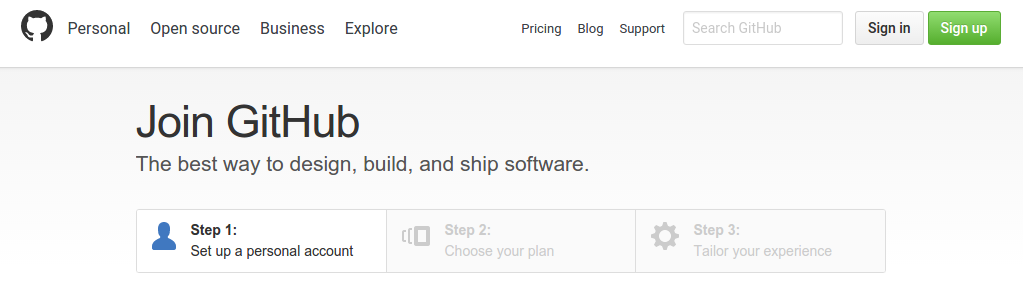 Personal Open source Business Explore Pricing Blog Support Search GitHub Sign in Sign up
Join GitHub
The best way to design, build, and ship software.
Step 1:
Set up a personal account
Step 2:
Choose your plan
Step 3:
Tailor your experience